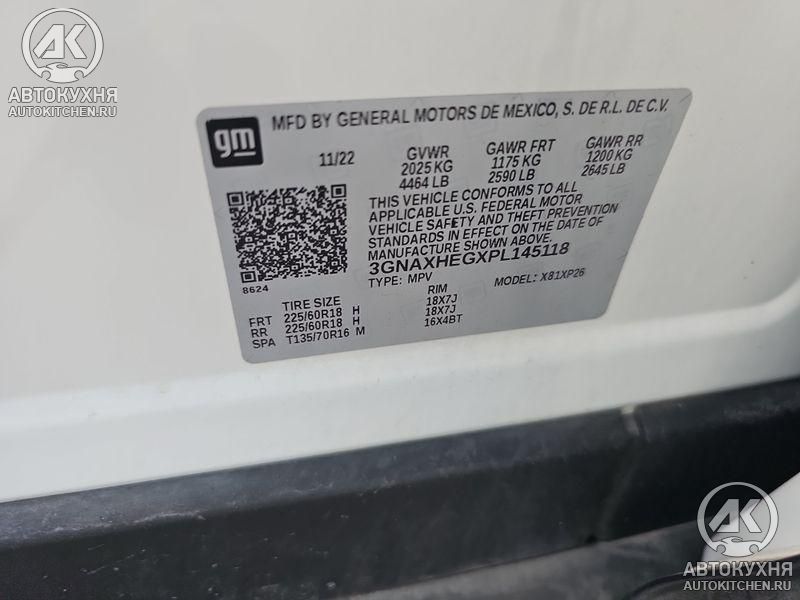 АВТОКУХНЯ
AUTOKITCHEN.RU
gm
MFD BY GENERAL MOTORS DE MEXICO, S. DE R.L. DE C.V.
11/22 GVWR GAWR FRT GAWR RR
2025 KG 1175 KG 1200 KG
4464 LB 2590 LB 2645 LB
THIS VEHICLE CONFORMS TO ALL
APPLICABLE U.S. FEDERAL MOTOR
VEHICLE SAFETY AND THEFT PREVENTION
STANDARDS IN EFFECT ON THE DATE OF
MANUFACTURE SHOWN ABOVE.
3GNAXHEGXPL145118
8624 TYPE: MPV MODEL: X81XP26
TIRE SIZE RIM
FRT 225/60R18 H 18X7J
RR 225/60R18 H 18X7J
SPA T135/70R16 M 16X4BT
АВТОКУХНЯ
AUTOKITCHEN.RU